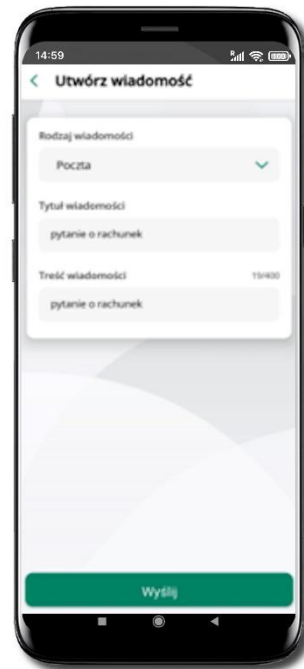 14:59
R
Utwórz wiadomość
Rodzaj wiadomości
Poczta
Tytuł wiadomości
pytanie o rachunek
Treść wiadomości 19/400
pytanie o rachunek
Wyślij